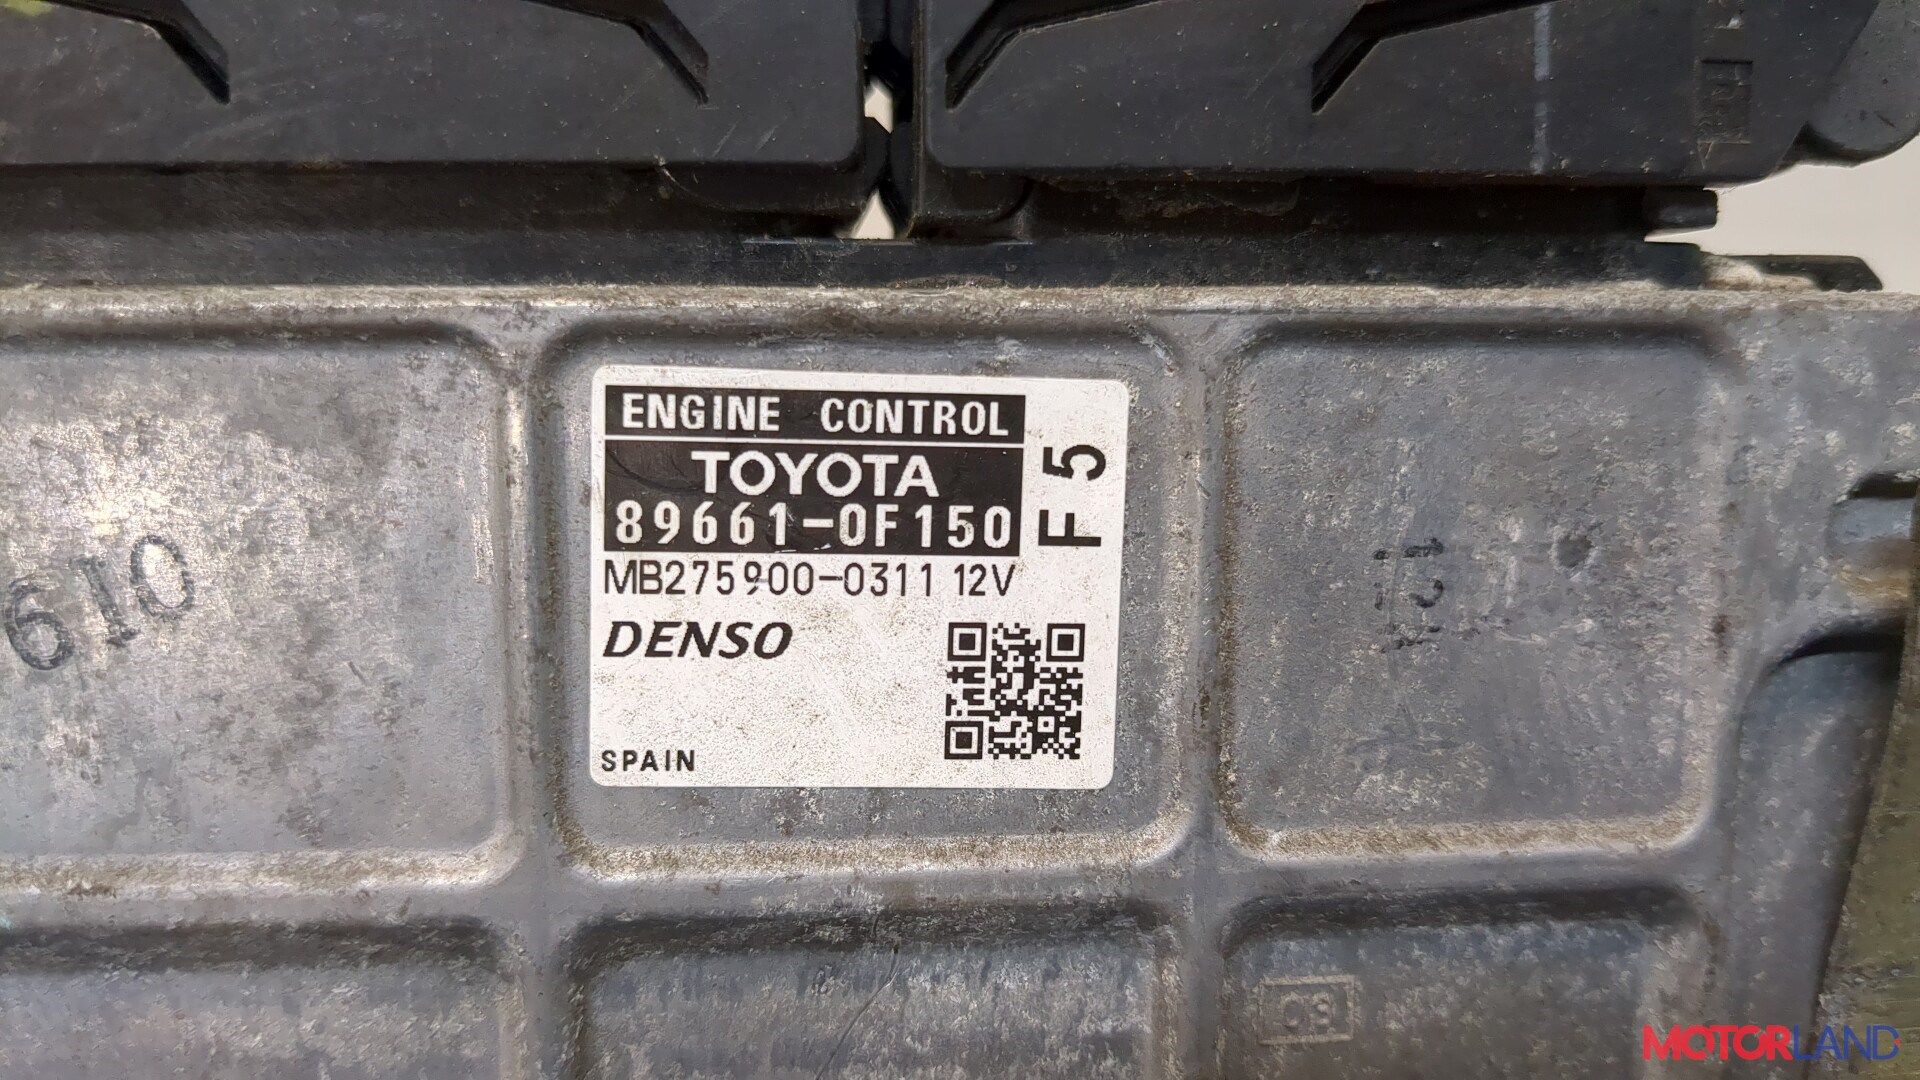 ENGINE CONTROL
TOYOTA
89661-0F150
F5
MB275900-0311 12V
DENSO
SPAIN
610
MOTORLAND